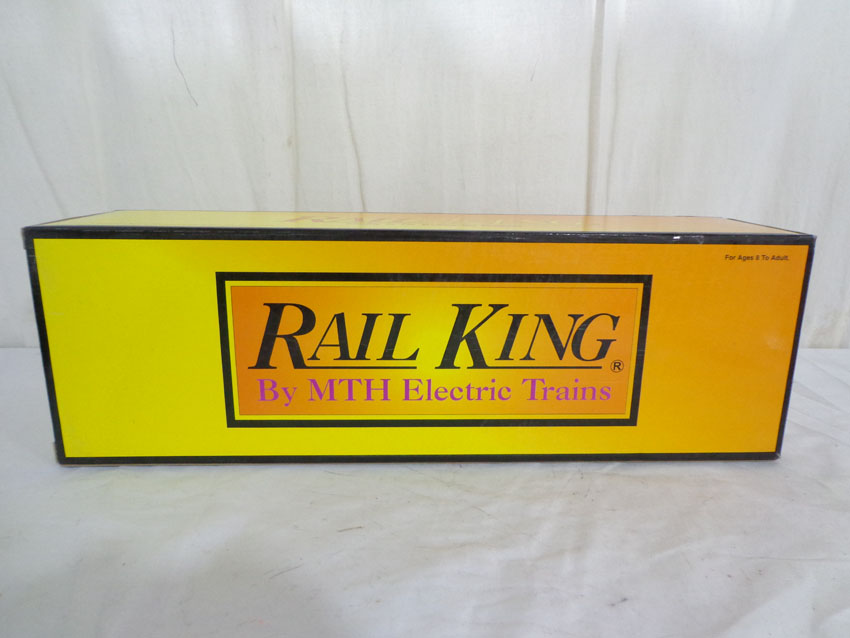 For Ages 8 To Adult.
RAIL KING®
By MTH Electric Trains